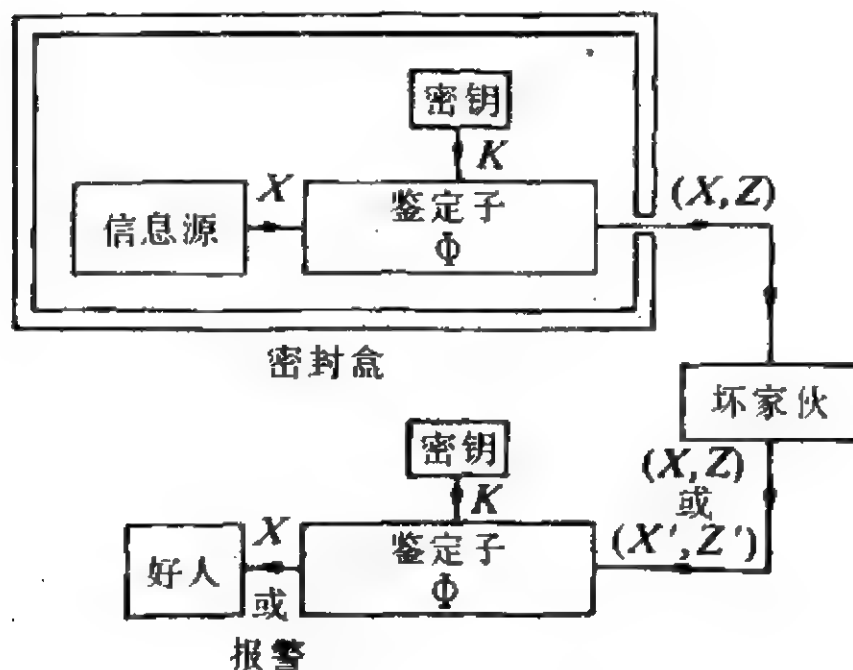 密钥
K
X
信息源
鉴定子
Φ
(X,Z)
密封盒
坏家伙
密钥
K
(X,Z)
或
(X',Z')
X
好人
或
报警
鉴定子
Φ